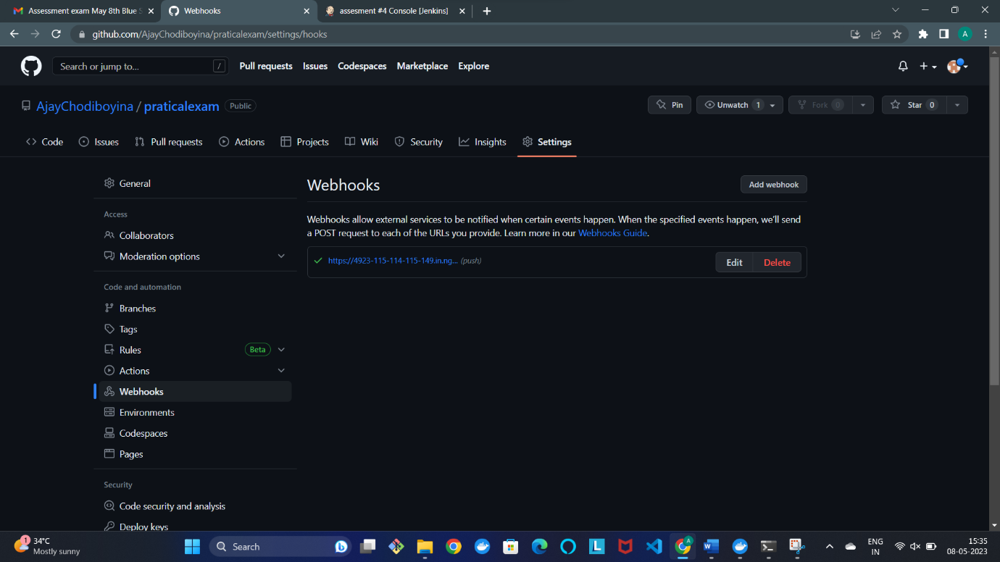 Assessment exam May 8th Blue S
Webhooks
assesment #4 Console [Jenkins]
github.com/AjayChodiboyina/praticalexam/settings/hooks
A
Search or jump to... /
Pull requests Issues Codespaces Marketplace Explore
AjayChodiboyina / praticalexam Public
Pin Unwatch 1 Fork 0 Star 0
Code Issues Pull requests Actions Projects Wiki Security Insights Settings
General
Access
Collaborators
Moderation options
Code and automation
Branches
Tags
Rules Beta
Actions
Webhooks
Environments
Codespaces
Pages
Security
Code security and analysis
Deploy keys
Webhooks
Add webhook
Webhooks allow external services to be notified when certain events happen. When the specified events happen, we'll send
a POST request to each of the URLs you provide. Learn more in our Webhooks Guide.
https://4923-115-114-115-149.in.ng... (push)
Edit Delete
1
34°C
Mostly sunny
Search
L
A
W
ENG
IN
15:35
08-05-2023